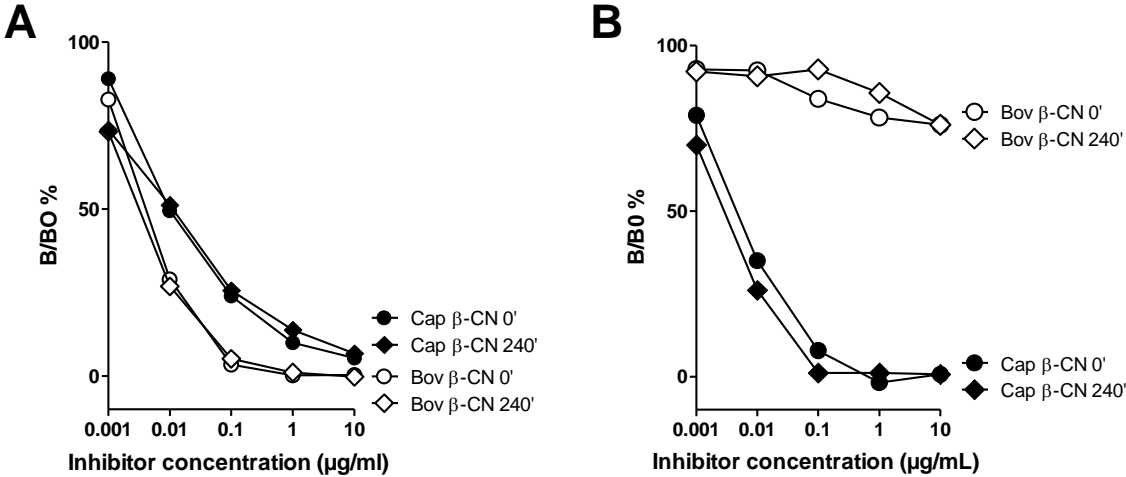 A
B/BO %
100
50
0
0.001 0.01 0.1 1 10
Inhibitor concentration (µg/ml)
Cap β-CN 0'
Cap β-CN 240'
Bov β-CN 0'
Bov β-CN 240'
B
B/B0 %
100
50
0
0.001 0.01 0.1 1 10
Inhibitor concentration (µg/mL)
Bov β-CN 0'
Bov β-CN 240'
Cap β-CN 0'
Cap β-CN 240'